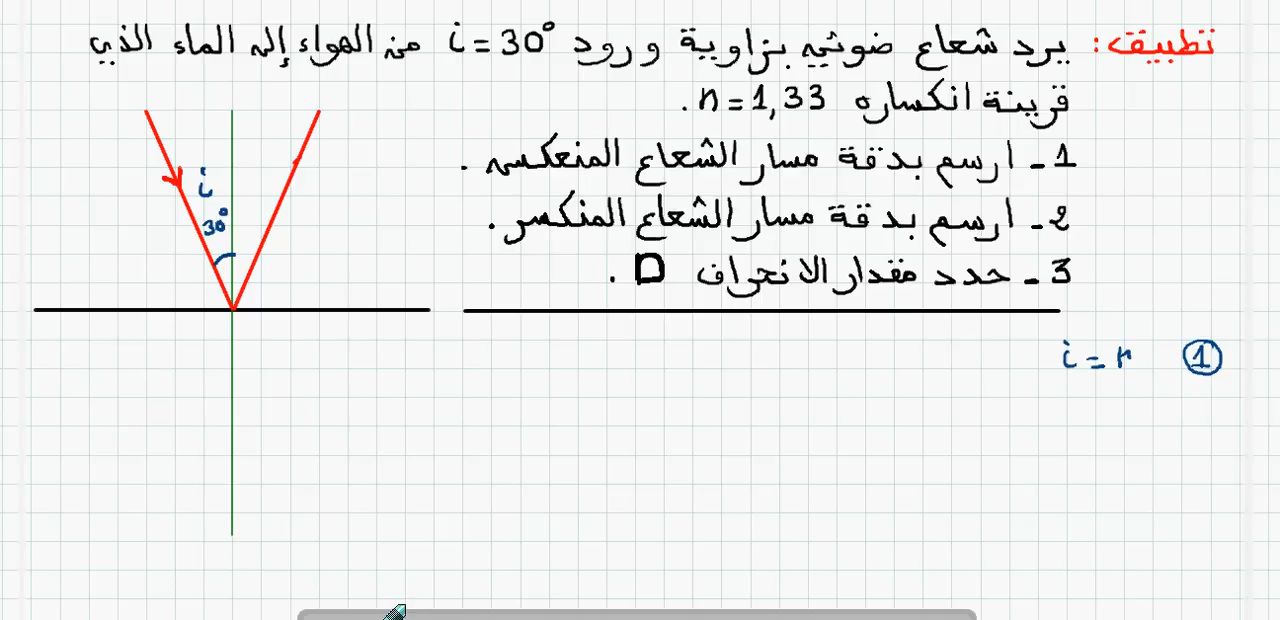 تطبيق: يرد شعاع ضوئي بزاوية ورود i = 30° من الهواء إلى الماء الذي
قرينة انكساره n = 1,33 .
1 - ارسم بدقة مسار الشعاع المنعكس .
2 - ارسم بدقة مسار الشعاع المنكسر .
3 - حدد مقدار الانحراف D .
i
30°
① i = r